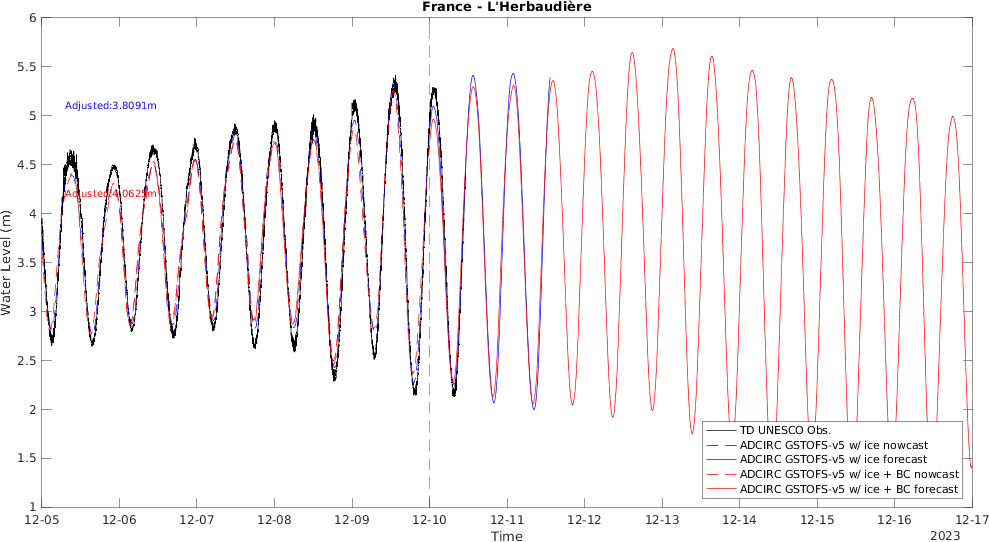 France - L'Herbaudière
6
5.5
5
4.5
4
3.5
3
2.5
2
1.5
1
Water Level (m)
Adjusted:3.8091m
Adjusted:4.0625m
TD UNESCO Obs.
ADCIRC GSTOFS-v5 w/ ice nowcast
ADCIRC GSTOFS-v5 w/ ice forecast
ADCIRC GSTOFS-v5 w/ ice + BC nowcast
ADCIRC GSTOFS-v5 w/ ice + BC forecast
12-05 12-06 12-07 12-08 12-09 12-10 12-11 12-12 12-13 12-14 12-15 12-16 12-17
Time
2023